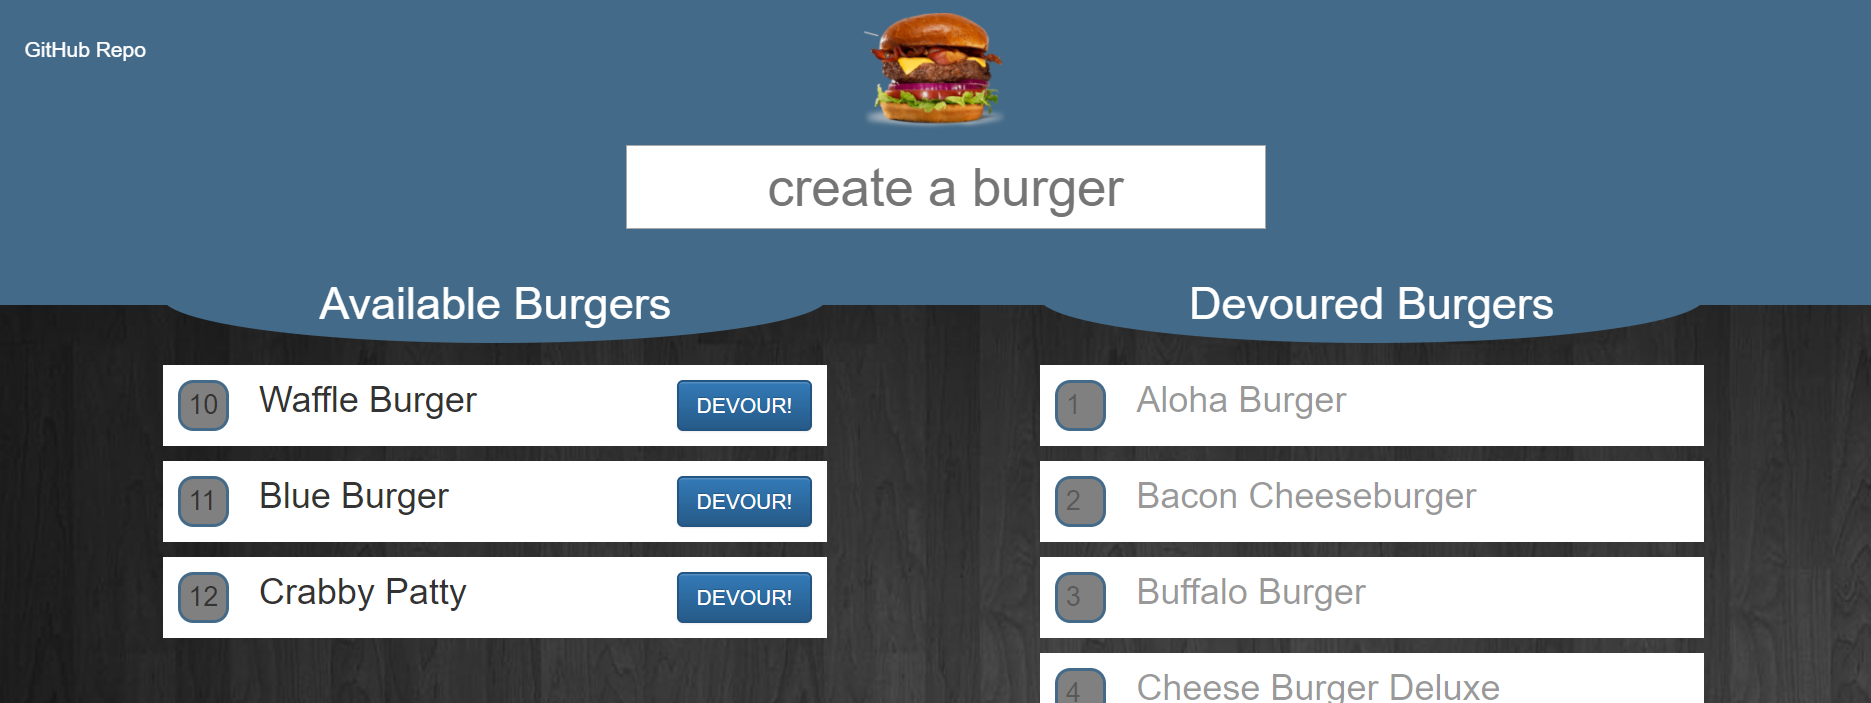 GitHub Repo
create a burger
Available Burgers
10 Waffle Burger DEVOUR!
11 Blue Burger DEVOUR!
12 Crabby Patty DEVOUR!
Devoured Burgers
1 Aloha Burger
2 Bacon Cheeseburger
3 Buffalo Burger
4 Cheese Burger Deluxe